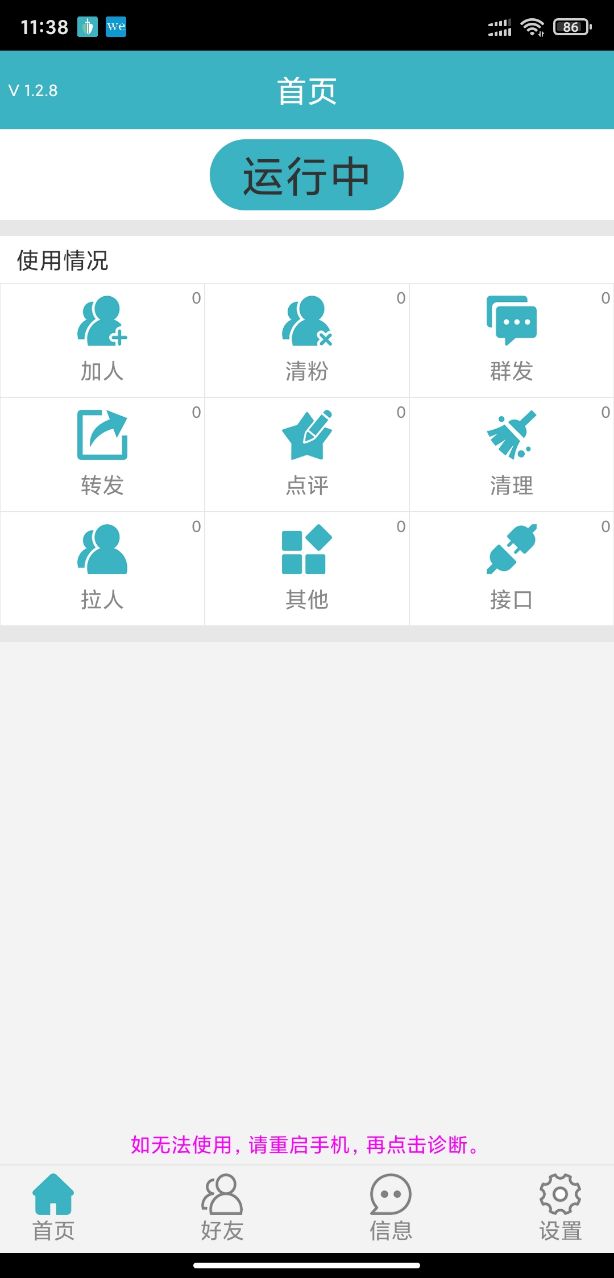 11:38
we
86
V 1.2.8
首页
运行中
使用情况
0
0
0
加人
清粉
群发
0
0
0
转发
点评
清理
0
0
0
拉人
其他
接口
如无法使用，请重启手机，再点击诊断。
首页
好友
信息
设置